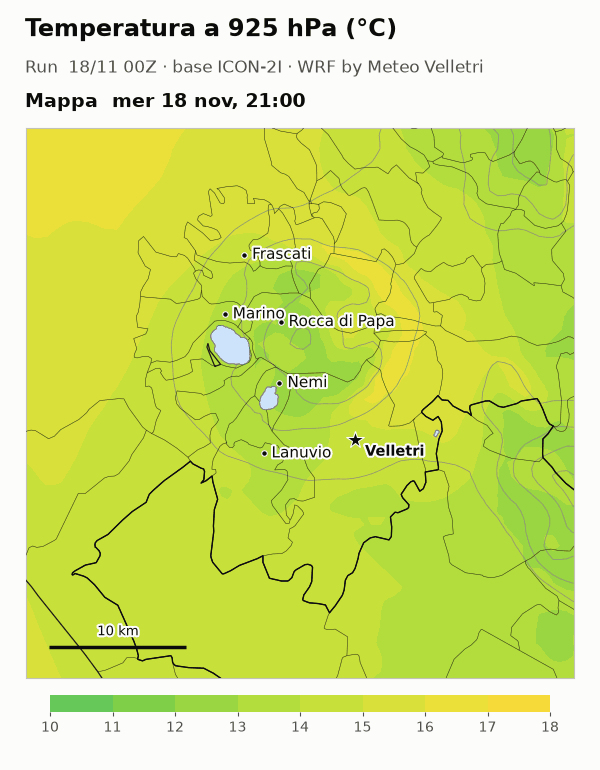 Temperatura a 925 hPa (°C)
Run  18/11 00Z · base ICON-2I · WRF by Meteo Velletri
Mappa  mer 18 nov, 21:00
Frascati
Marino
Rocca di Papa
Nemi
Velletri
Lanuvio
10 km
10 11 12 13 14 15 16 17 18